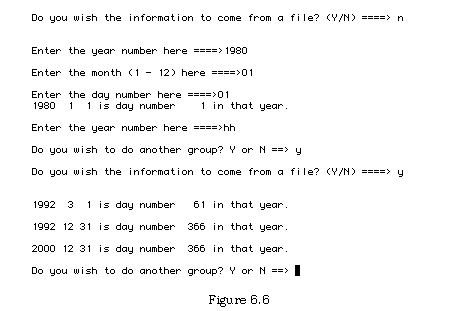 Do you wish the information to come from a file? (Y/N) ====> n
Enter the year number here ====>1980
Enter the month (1 - 12) here ====>01
Enter the day number here ====>01
1980  1  1 is day number    1 in that year.
Enter the year number here ====>hh
Do you wish to do another group? Y or N ==> y
Do you wish the information to come from a file? (Y/N) ====> y
1992  3  1 is day number   61 in that year.
1992 12 31 is day number  366 in that year.
2000 12 31 is day number  366 in that year.
Do you wish to do another group? Y or N ==>
Figure 6.6